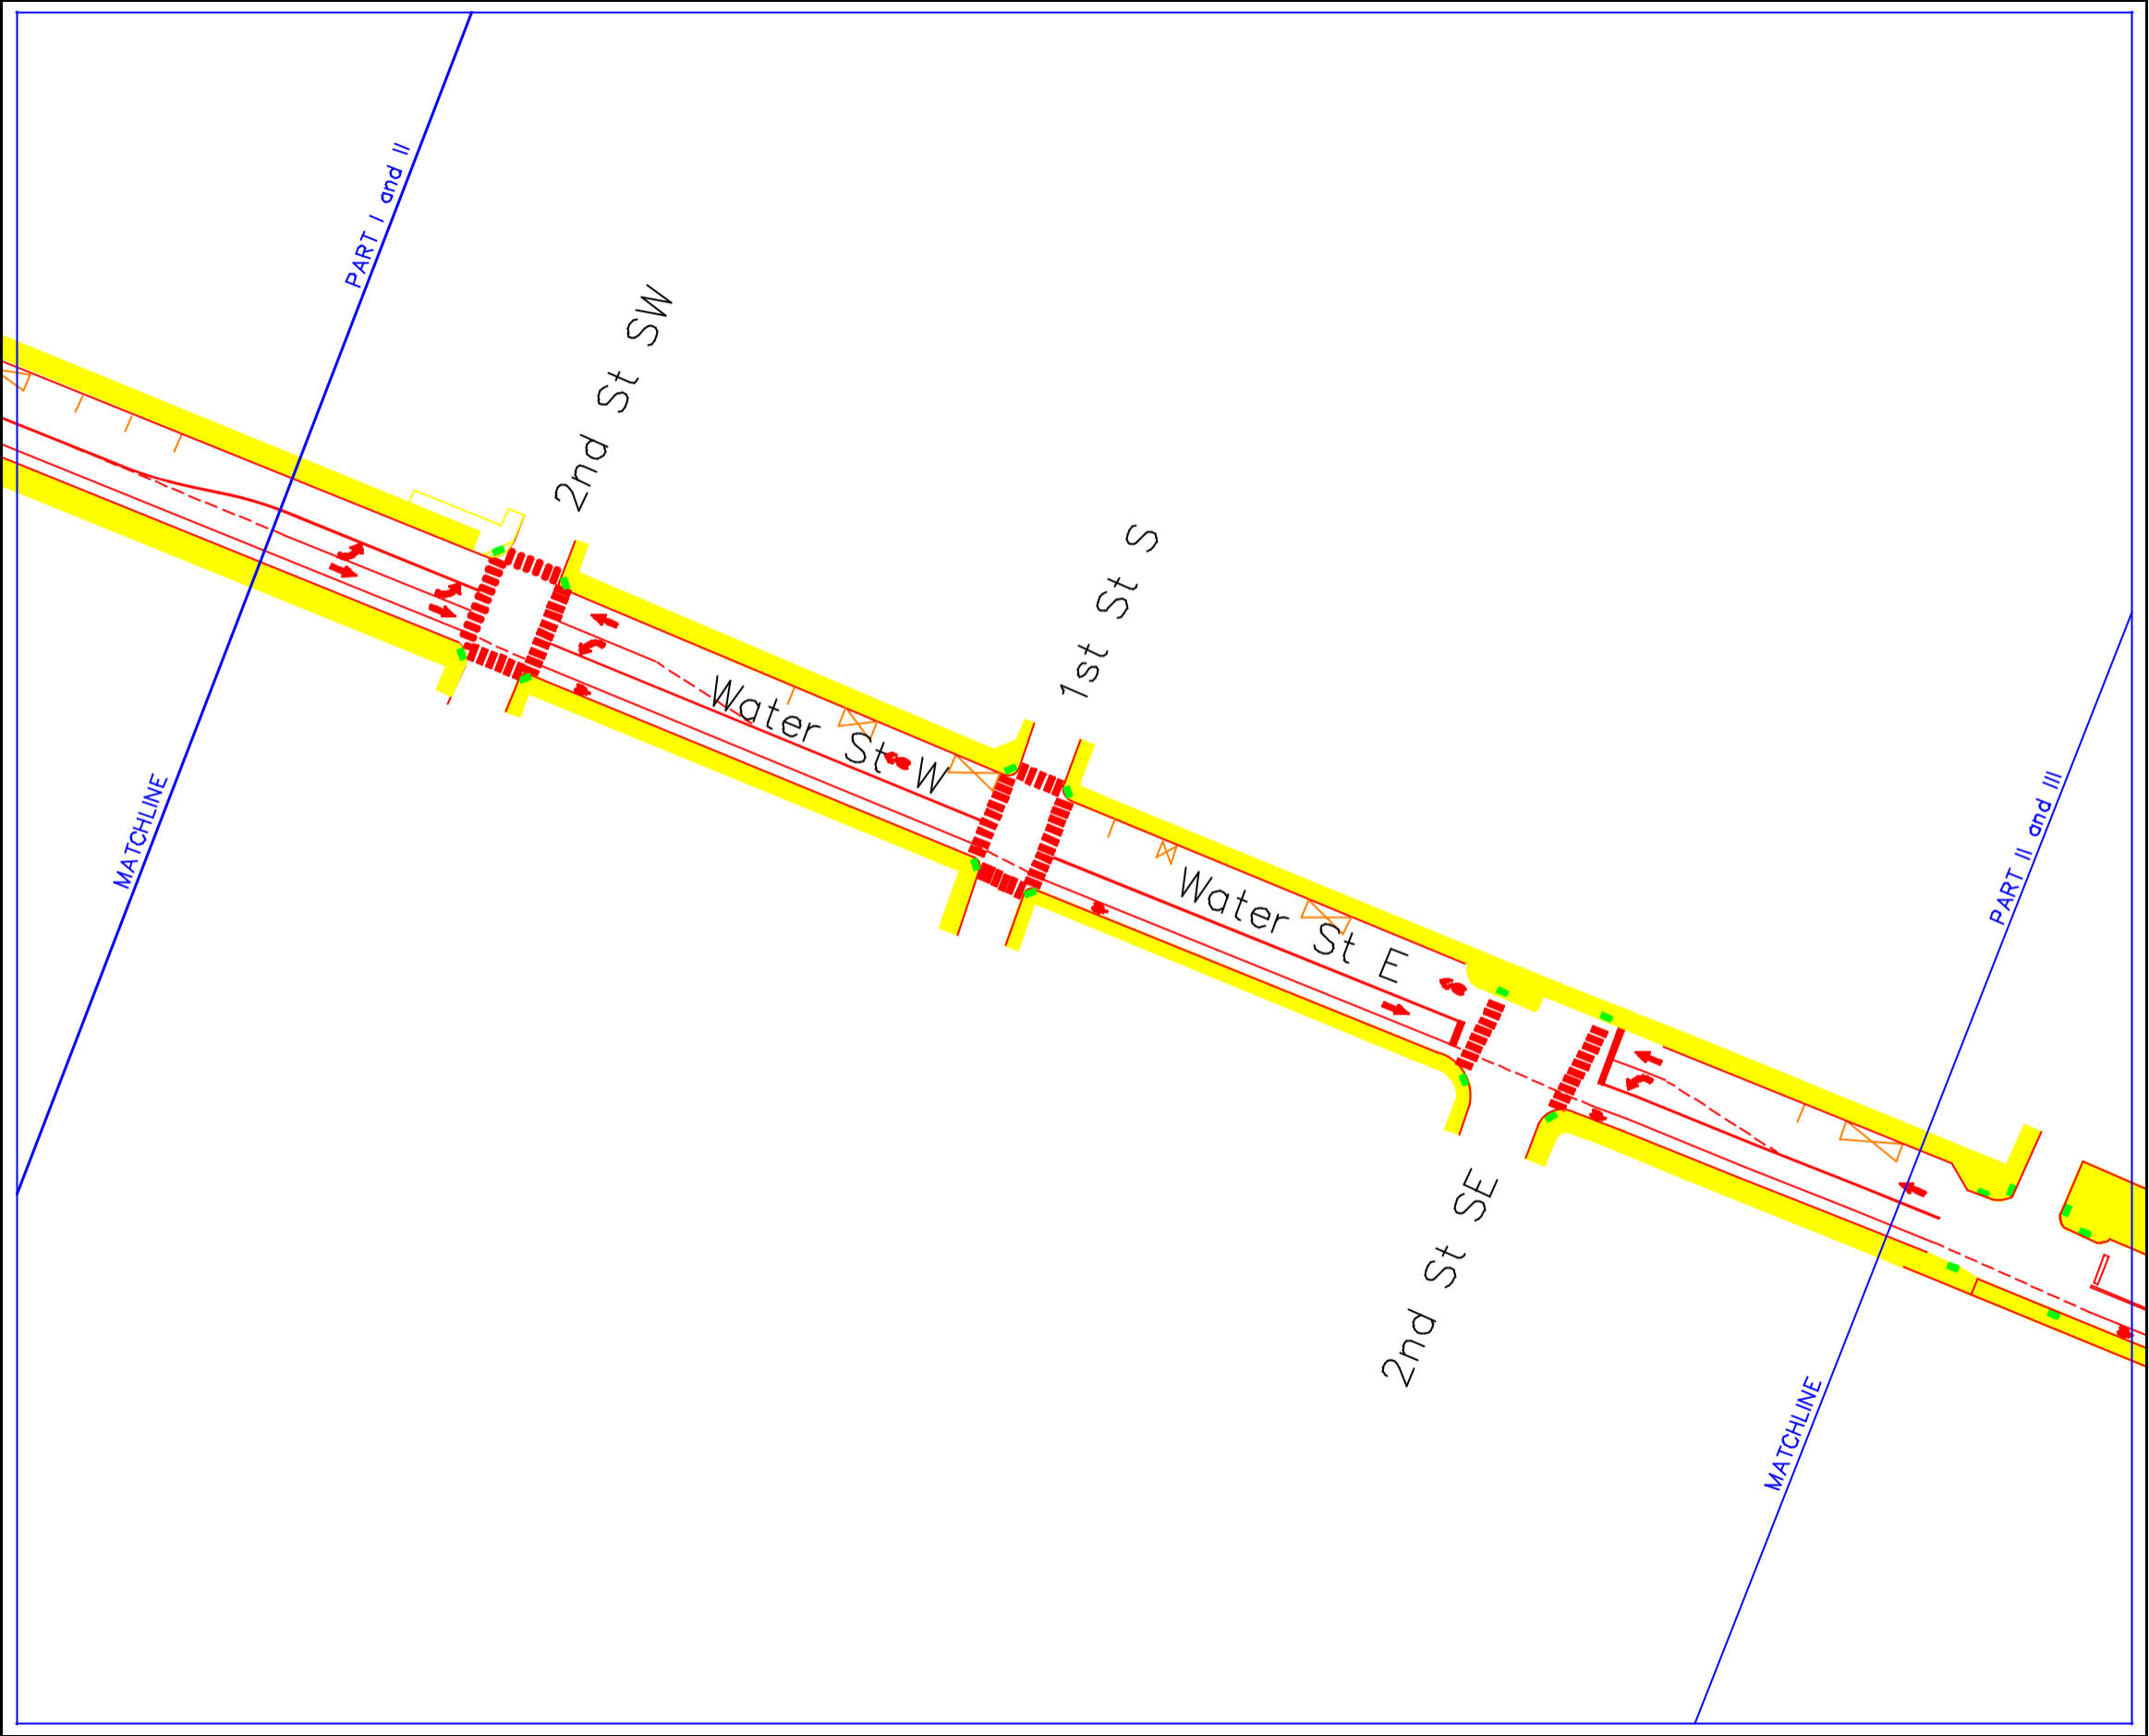 PART I and II
2nd St SW
1st St S
Water St W
MATCHLINE
PART II and III
Water St E
2nd St SE
MATCHLINE